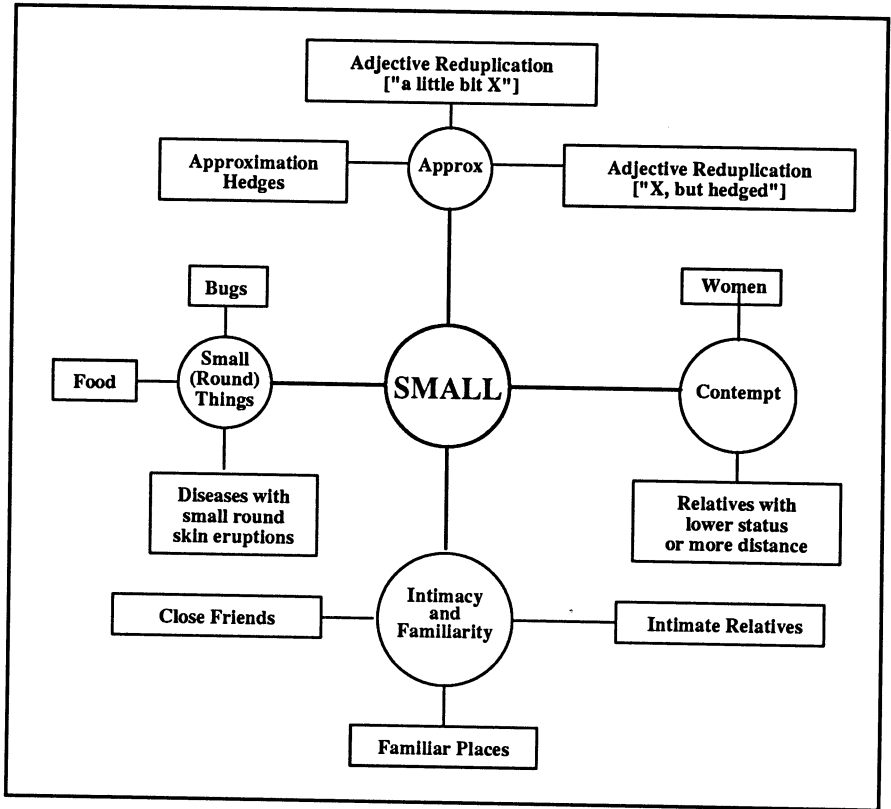 Adjective Reduplication
["a little bit X"]
Approximation
Hedges
Approx
Adjective Reduplication
["X, but hedged"]
Bugs
Women
Food
Small
(Round)
Things
SMALL
Contempt
Diseases with
small round
skin eruptions
Relatives with
lower status
or more distance
Close Friends
Intimacy
and
Familiarity
Intimate Relatives
Familiar Places